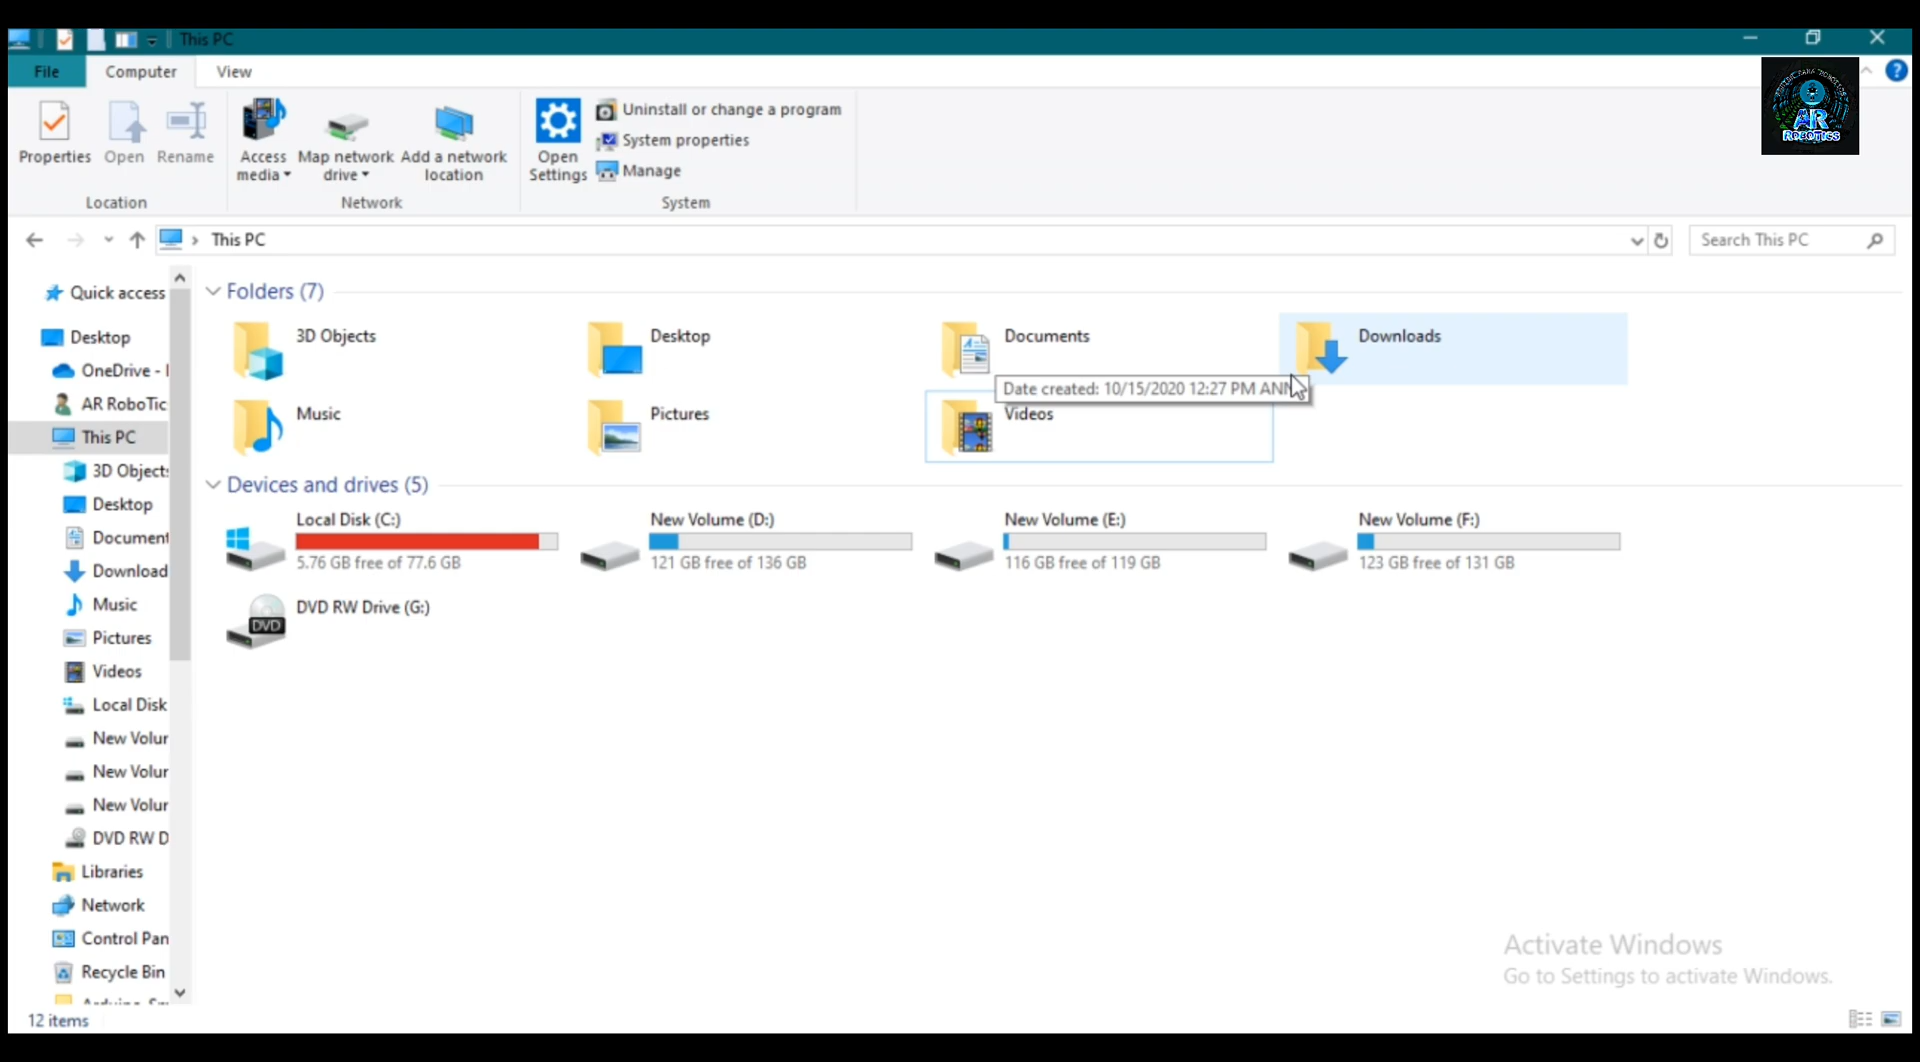 This PC
File Computer View
Properties Open Rename
Access media
Map network drive
Add a network location
Open Settings
Uninstall or change a program
System properties
Manage
Location Network System
This PC
Search This PC
Quick access
Desktop
OneDrive -
AR RoboTic
This PC
3D Object
Desktop
Document
Download
Music
Pictures
Videos
Local Disk
New Volur
New Volur
New Volur
DVD RW D
Libraries
Network
Control Pan
Recycle Bin
Folders (7)
3D Objects Desktop Documents Downloads
Date created: 10/15/2020 12:27 PM ANN
Music Pictures Videos
Devices and drives (5)
Local Disk (C:) New Volume (D:) New Volume (E:) New Volume (F:)
5.76 GB free of 77.6 GB 121 GB free of 136 GB 116 GB free of 119 GB 123 GB free of 131 GB
DVD RW Drive (G:)
DVD
AR
ROBOTICS
Activate Windows
Go to Settings to activate Windows.
12 items